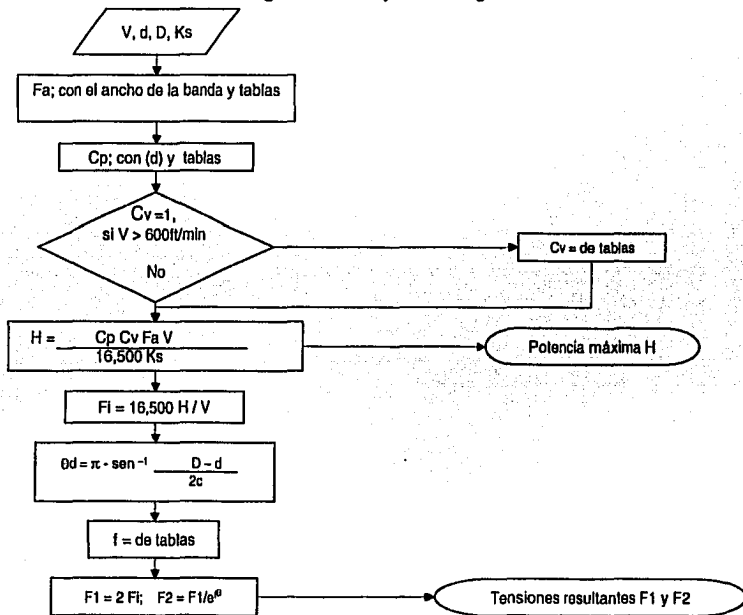 V, d, D, Ks
Fa; con el ancho de la banda y tablas
Cp; con (d) y tablas
Cv =1,
si V > 600ft/min
No
Cv = de tablas
H = Cp Cv Fa V
16,500 Ks
Potencia máxima H
Fi = 16,500 H / V
θd = π - sen⁻¹ D - d
2c
f = de tablas
F1 = 2 Fi; F2 = F1/e^fθ
Tensiones resultantes F1 y F2